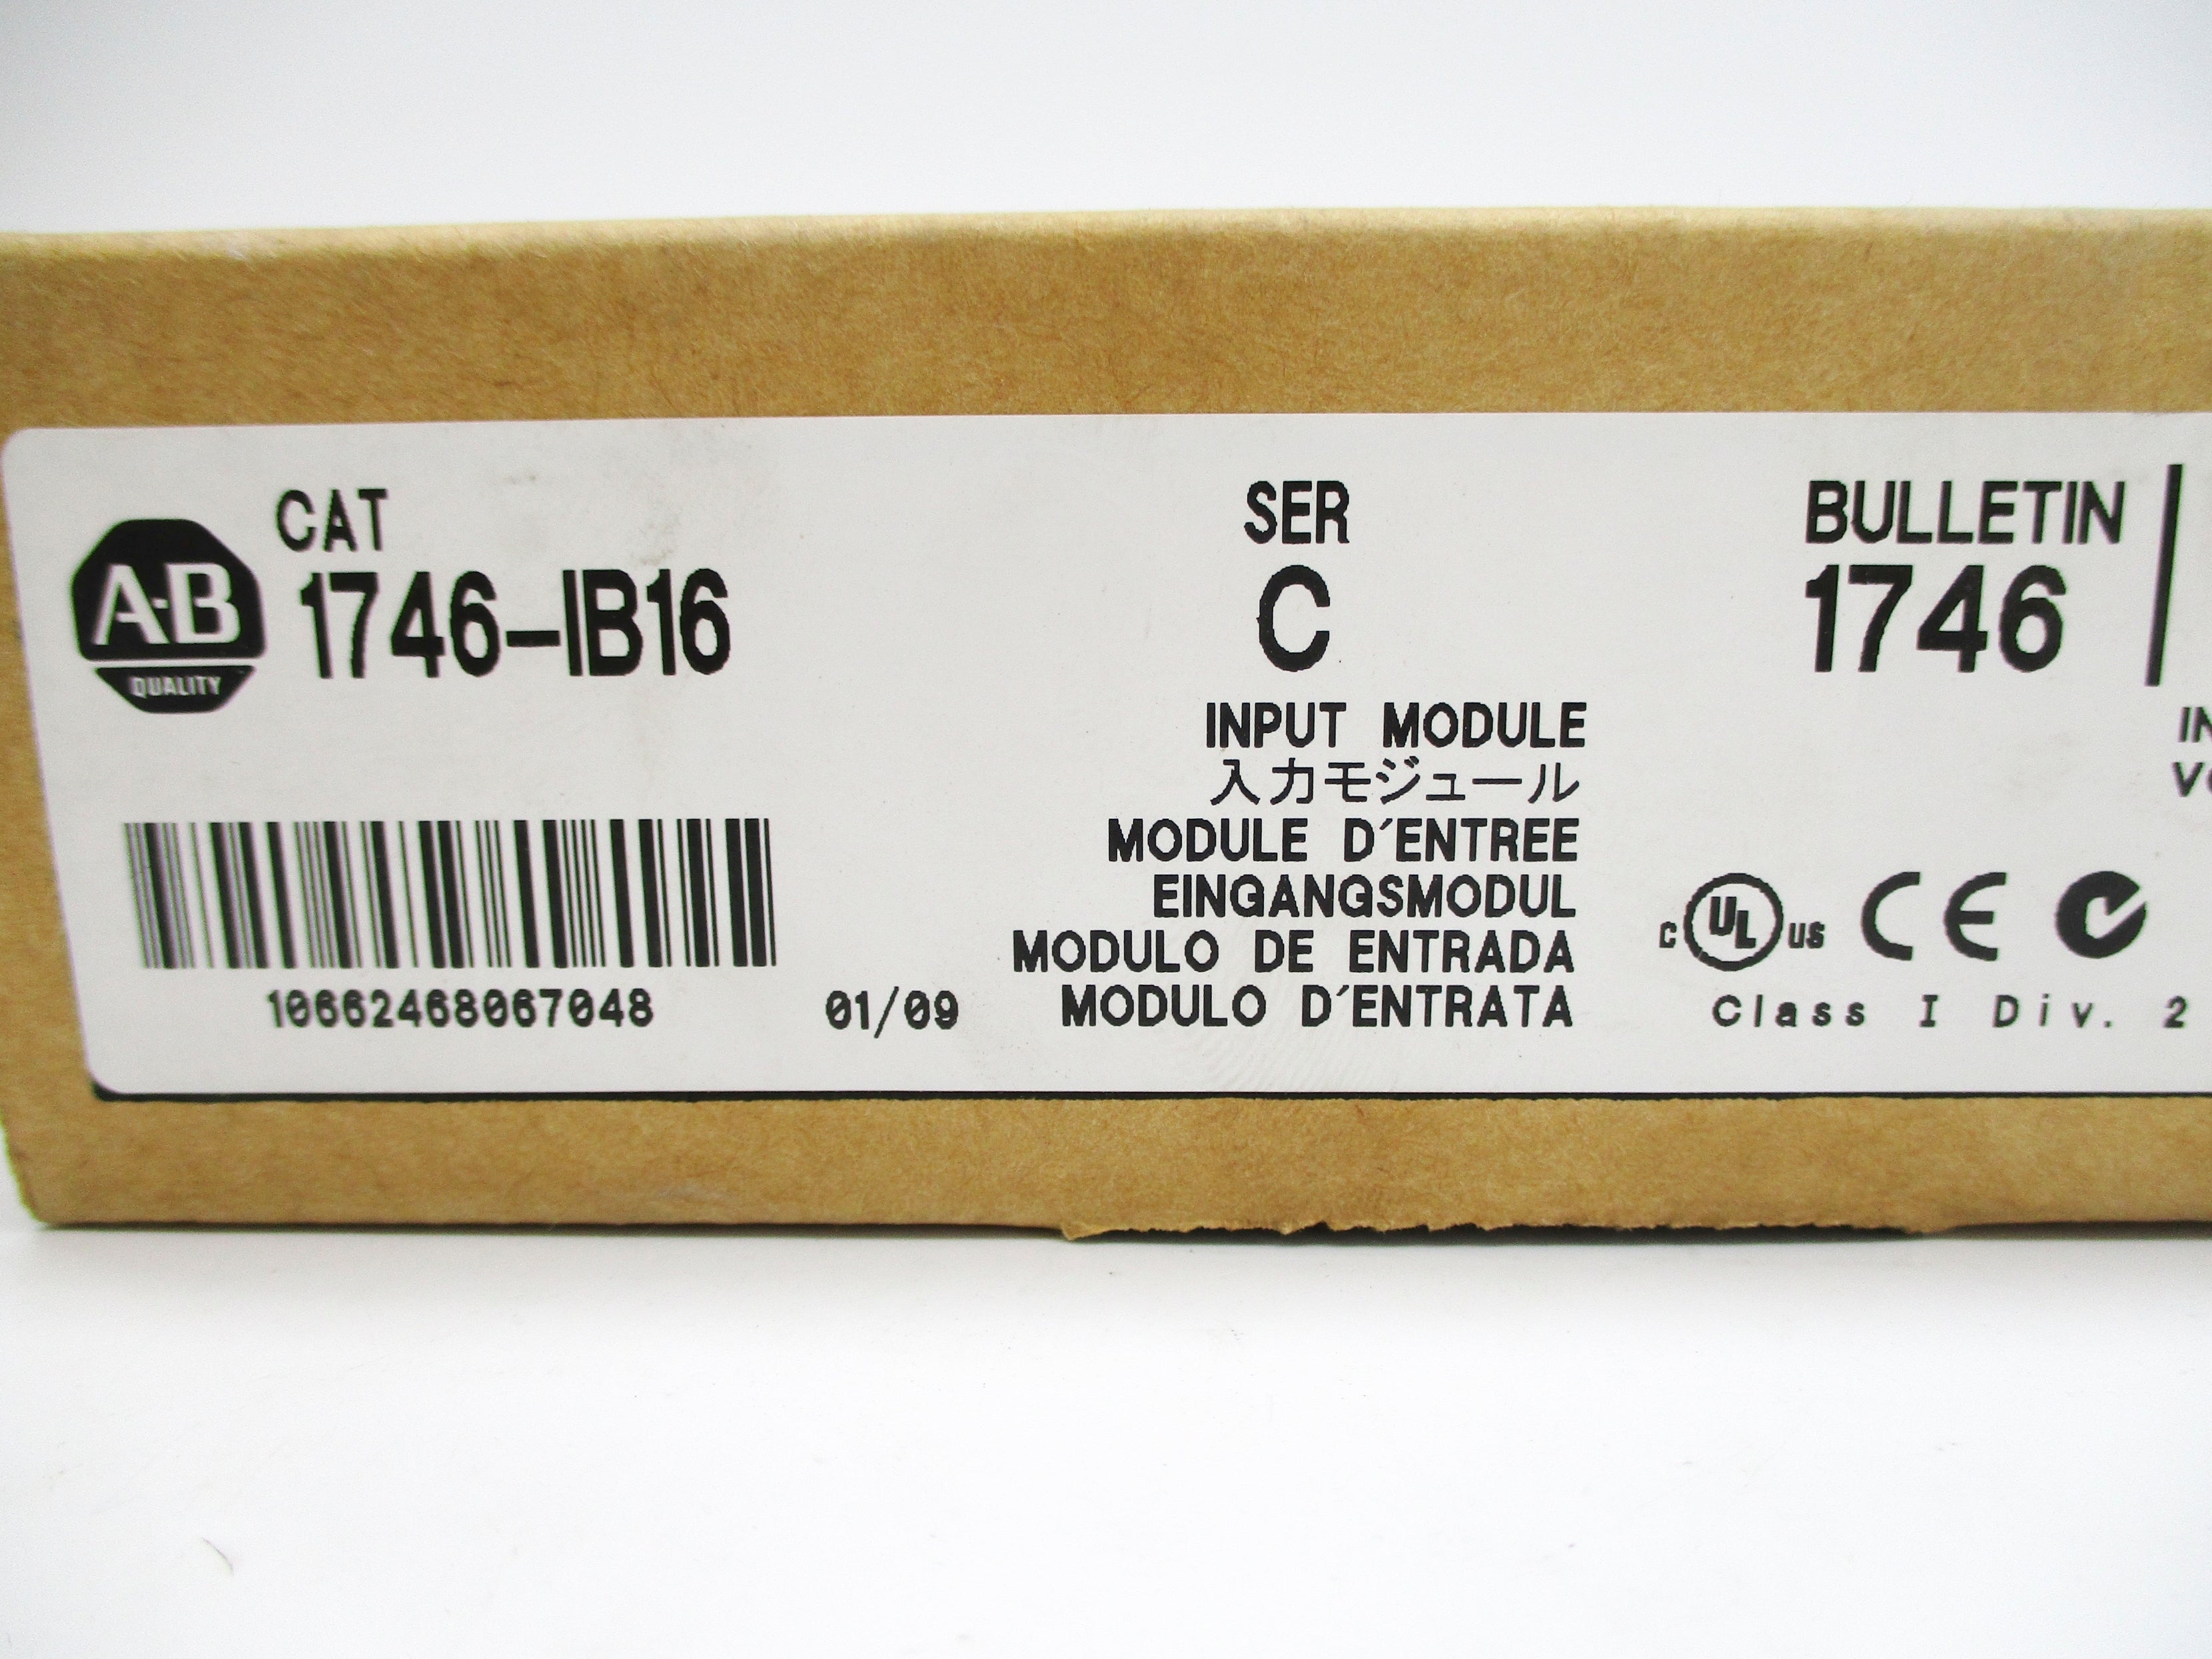 A-B
QUALITY
CAT
1746-IB16
SER
C
BULLETIN
1746
INPUT MODULE
入力モジュール
MODULE D'ENTREE
EINGANGSMODUL
MODULO DE ENTRADA
MODULO D'ENTRATA
10662468067048
01/09
C UL US CE
Class I Div. 2